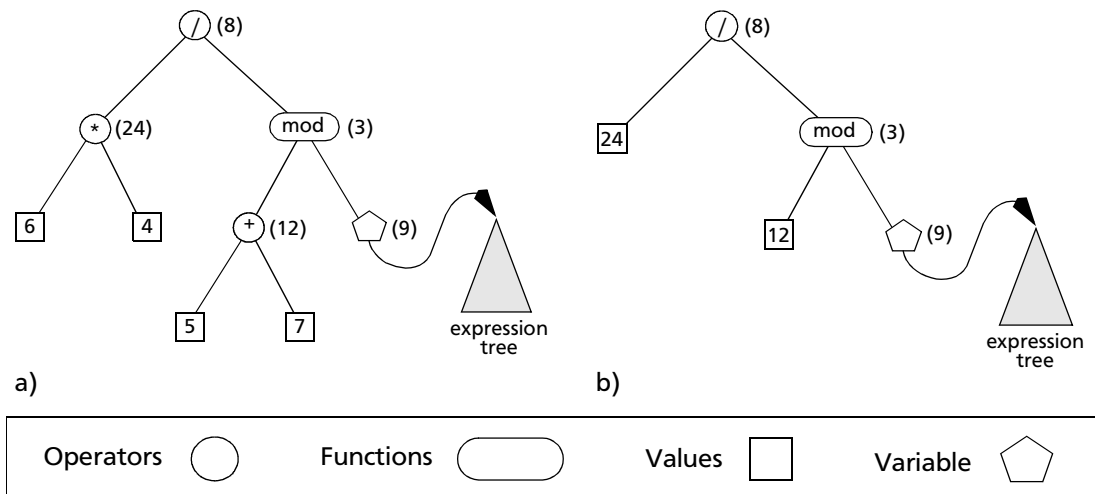 / (8)
* (24)
mod (3)
6
4
+ (12)
(9)
5
7
expression
tree
a)
/ (8)
24
mod (3)
12
(9)
expression
tree
b)
Operators
Functions
Values
Variable